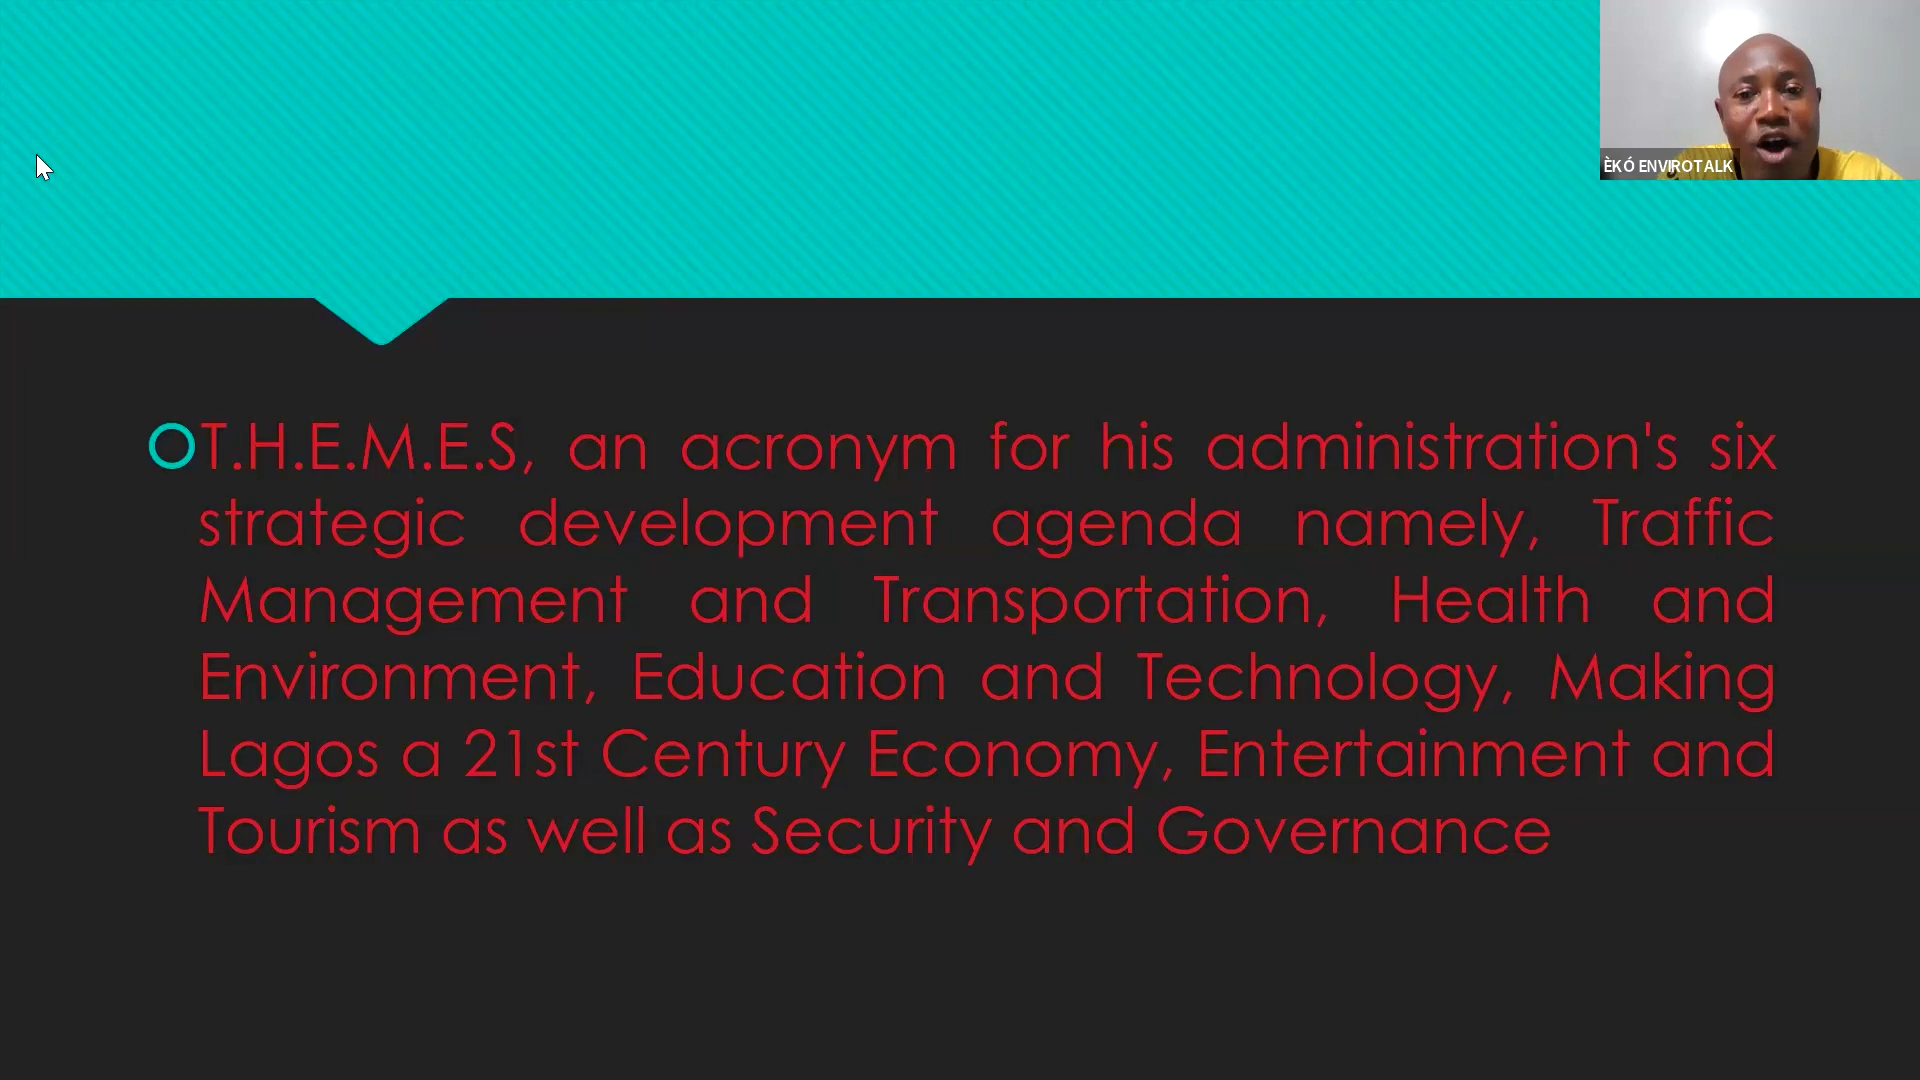 ÈKÓ ENVIROTALK
T.H.E.M.E.S, an acronym for his administration's six
strategic development agenda namely, Traffic
Management and Transportation, Health and
Environment, Education and Technology, Making
Lagos a 21st Century Economy, Entertainment and
Tourism as well as Security and Governance